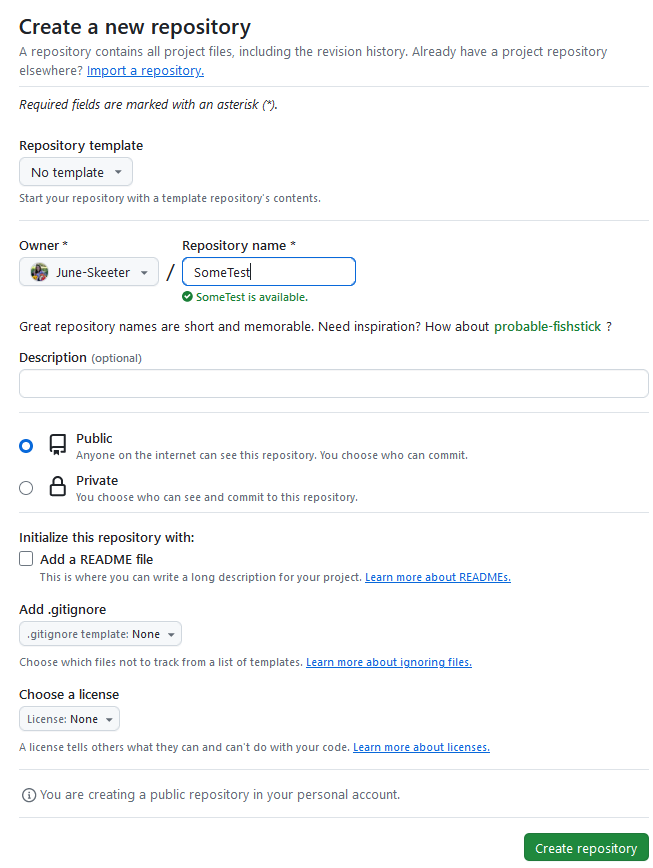 Create a new repository
A repository contains all project files, including the revision history. Already have a project repository
elsewhere? Import a repository.
Required fields are marked with an asterisk (*).
Repository template
No template
Start your repository with a template repository's contents.
Owner *
Repository name *
June-Skeeter
/
SomeTest
SomeTest is available.
Great repository names are short and memorable. Need inspiration? How about probable-fishstick ?
Description (optional)
Public
Anyone on the internet can see this repository. You choose who can commit.
Private
You choose who can see and commit to this repository.
Initialize this repository with:
Add a README file
This is where you can write a long description for your project. Learn more about READMEs.
Add .gitignore
.gitignore template: None
Choose which files not to track from a list of templates. Learn more about ignoring files.
Choose a license
License: None
A license tells others what they can and can't do with your code. Learn more about licenses.
You are creating a public repository in your personal account.
Create repository